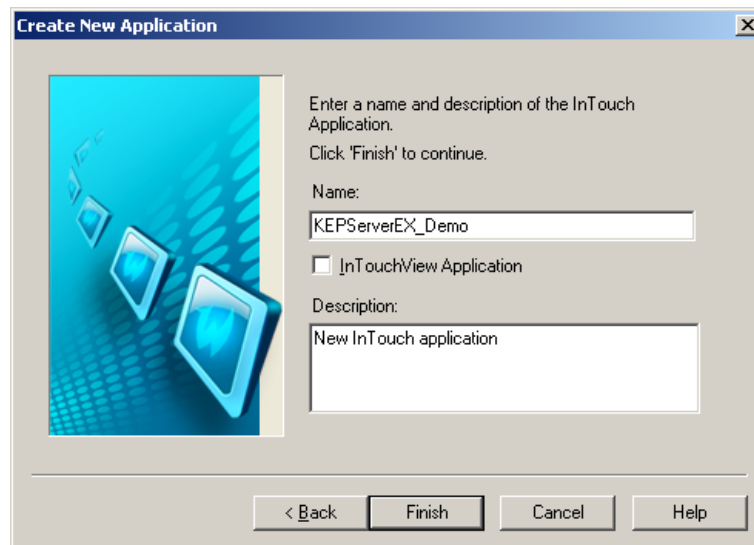 Create New Application
Enter a name and description of the InTouch
Application.
Click 'Finish' to continue.
Name:
KEPServerEX_Demo
InTouchView Application
Description:
New InTouch application
< Back
Finish
Cancel
Help